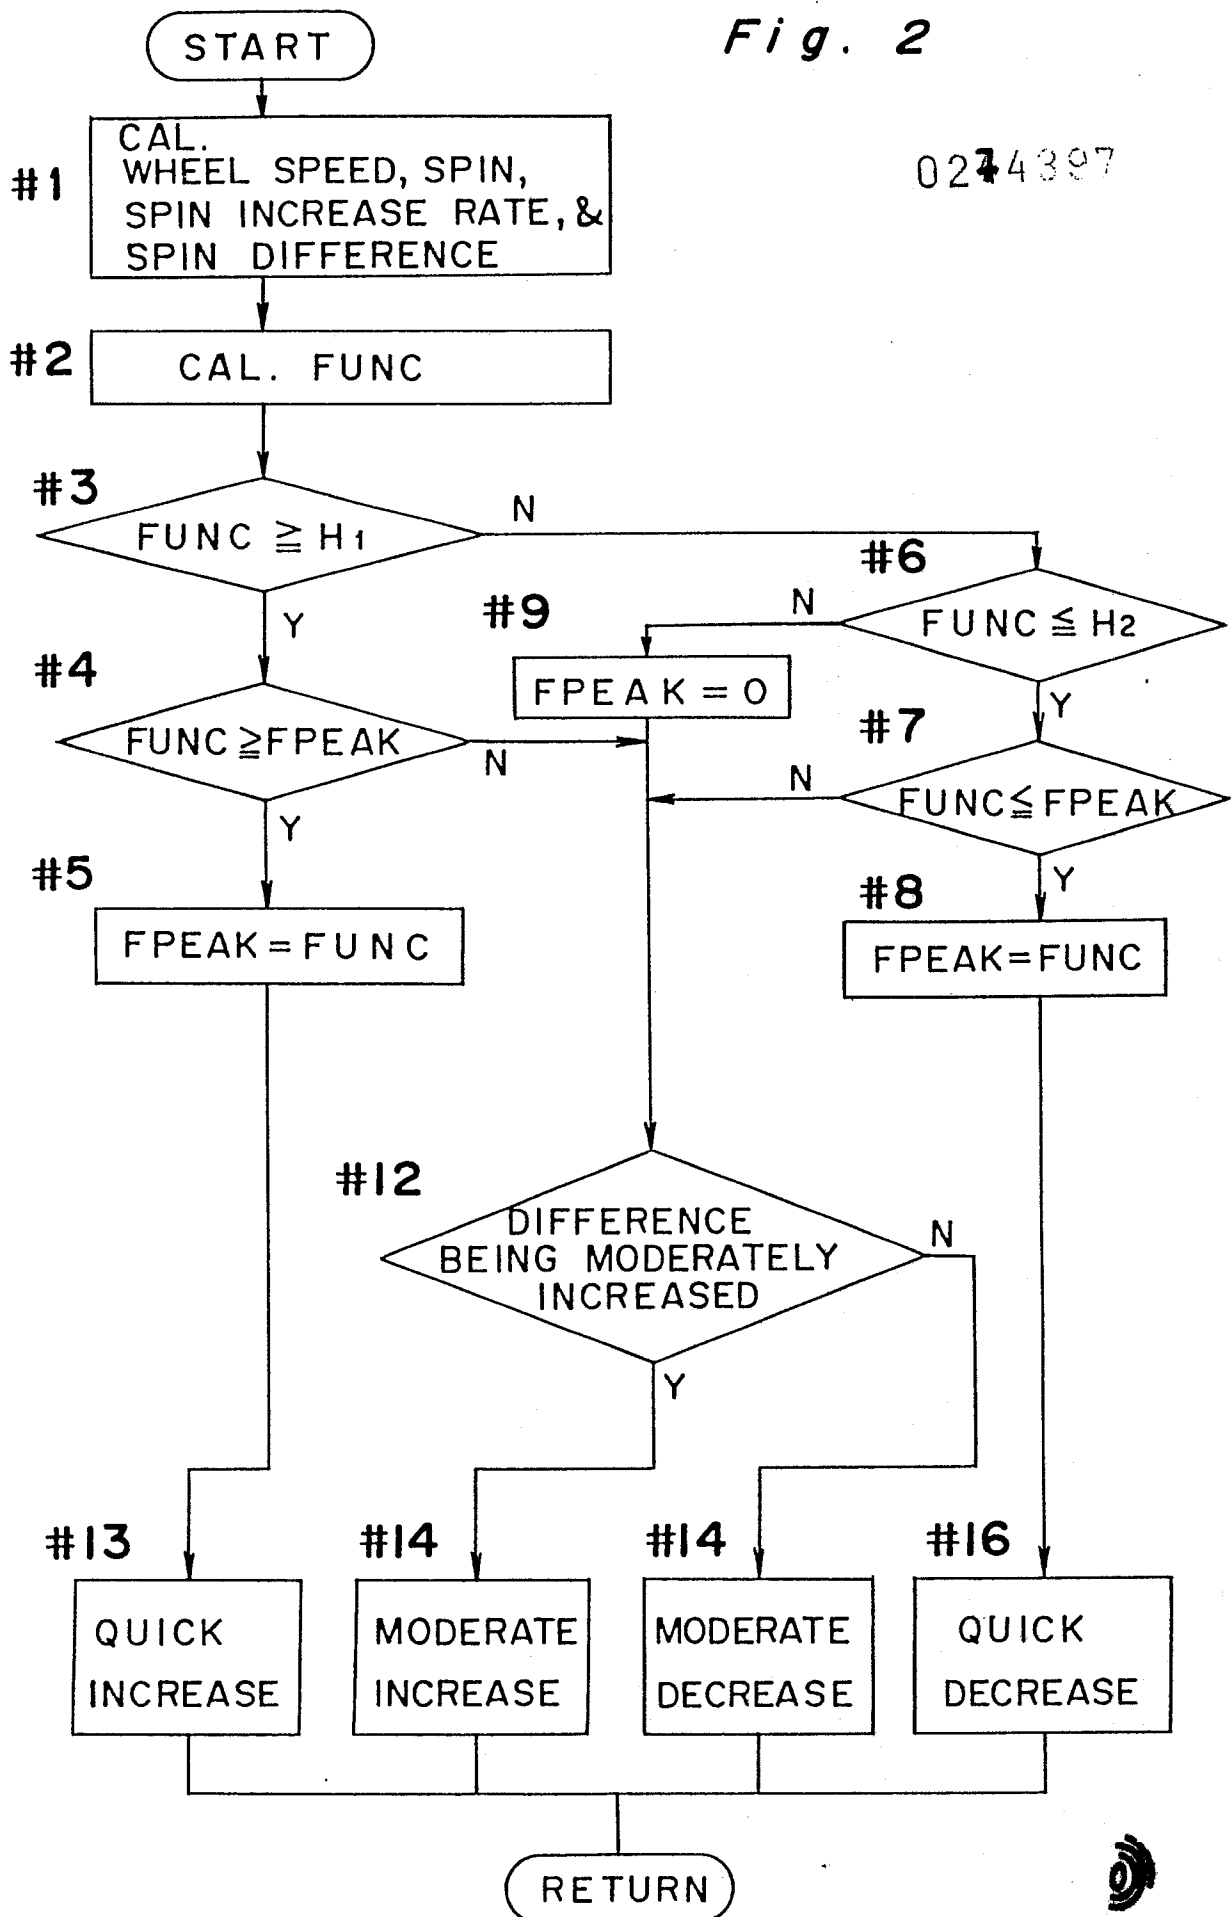 START
Fig. 2
0274397
CAL.
#1
WHEEL SPEED, SPIN,
SPIN INCREASE RATE, &
SPIN DIFFERENCE
#2
CAL. FUNC
#3
FUNC ≧ H1
N
Y
#6
FUNC ≦ H2
N
Y
#9
FPEAK = 0
#4
FUNC ≧ FPEAK
N
Y
#7
FUNC ≦ FPEAK
N
Y
#5
FPEAK = FUNC
#8
FPEAK = FUNC
#12
DIFFERENCE
BEING MODERATELY
INCREASED
N
Y
#13
QUICK
INCREASE
#14
MODERATE
INCREASE
#14
MODERATE
DECREASE
#16
QUICK
DECREASE
RETURN